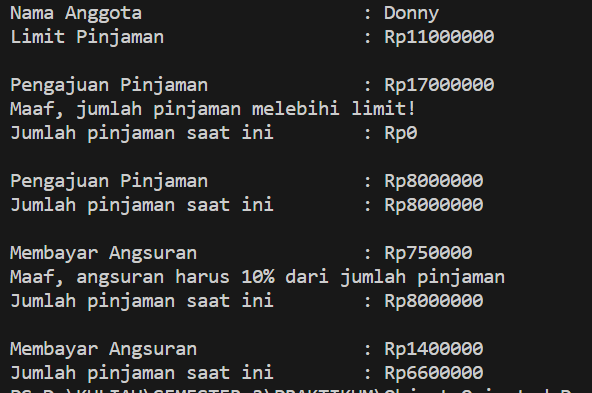 Nama Anggota : Donny
Limit Pinjaman : Rp11000000
Pengajuan Pinjaman : Rp17000000
Maaf, jumlah pinjaman melebihi limit!
Jumlah pinjaman saat ini : Rp0
Pengajuan Pinjaman : Rp8000000
Jumlah pinjaman saat ini : Rp8000000
Membayar Angsuran : Rp750000
Maaf, angsuran harus 10% dari jumlah pinjaman
Jumlah pinjaman saat ini : Rp8000000
Membayar Angsuran : Rp1400000
Jumlah pinjaman saat ini : Rp6600000